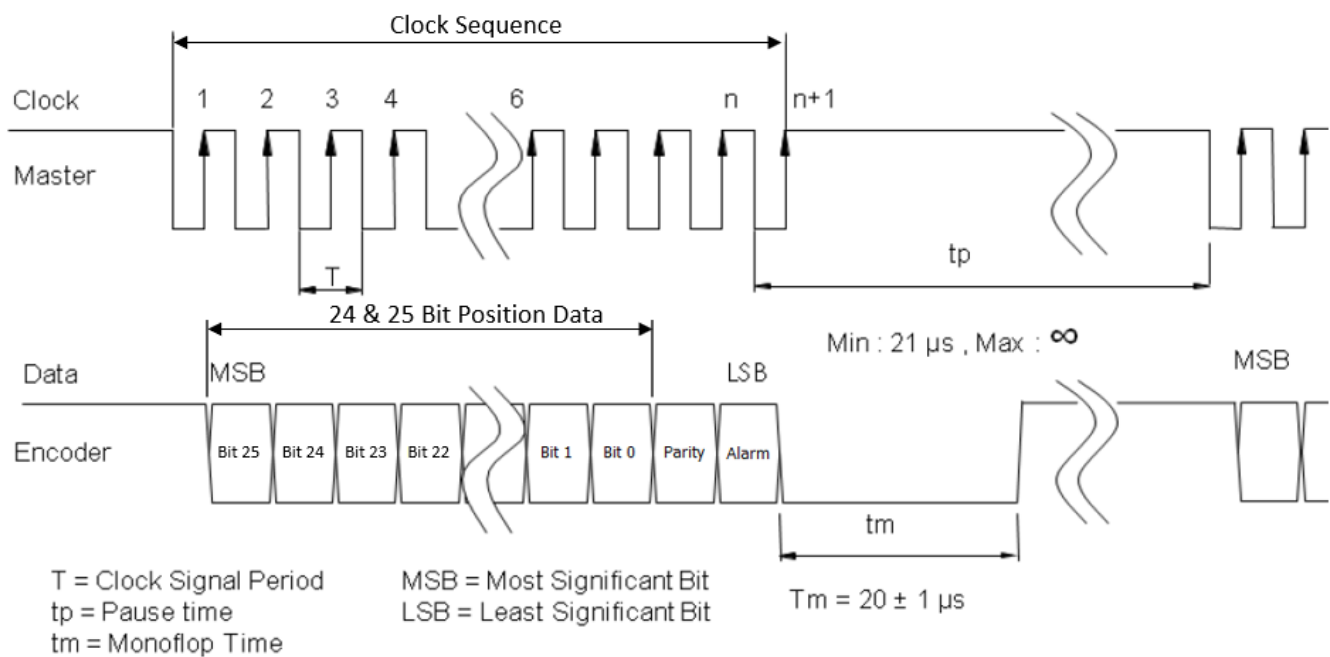 Clock Sequence
Clock 1 2 3 4 6 n n+1
Master
T
tp
24 & 25 Bit Position Data
Min : 21 µs , Max : ∞
Data MSB LSB MSB
Encoder Bit 25 Bit 24 Bit 23 Bit 22 Bit 1 Bit 0 Parity Alarm
tm
T = Clock Signal Period MSB = Most Significant Bit Tm = 20 ± 1 µs
tp = Pause time LSB = Least Significant Bit
tm = Monoflop Time